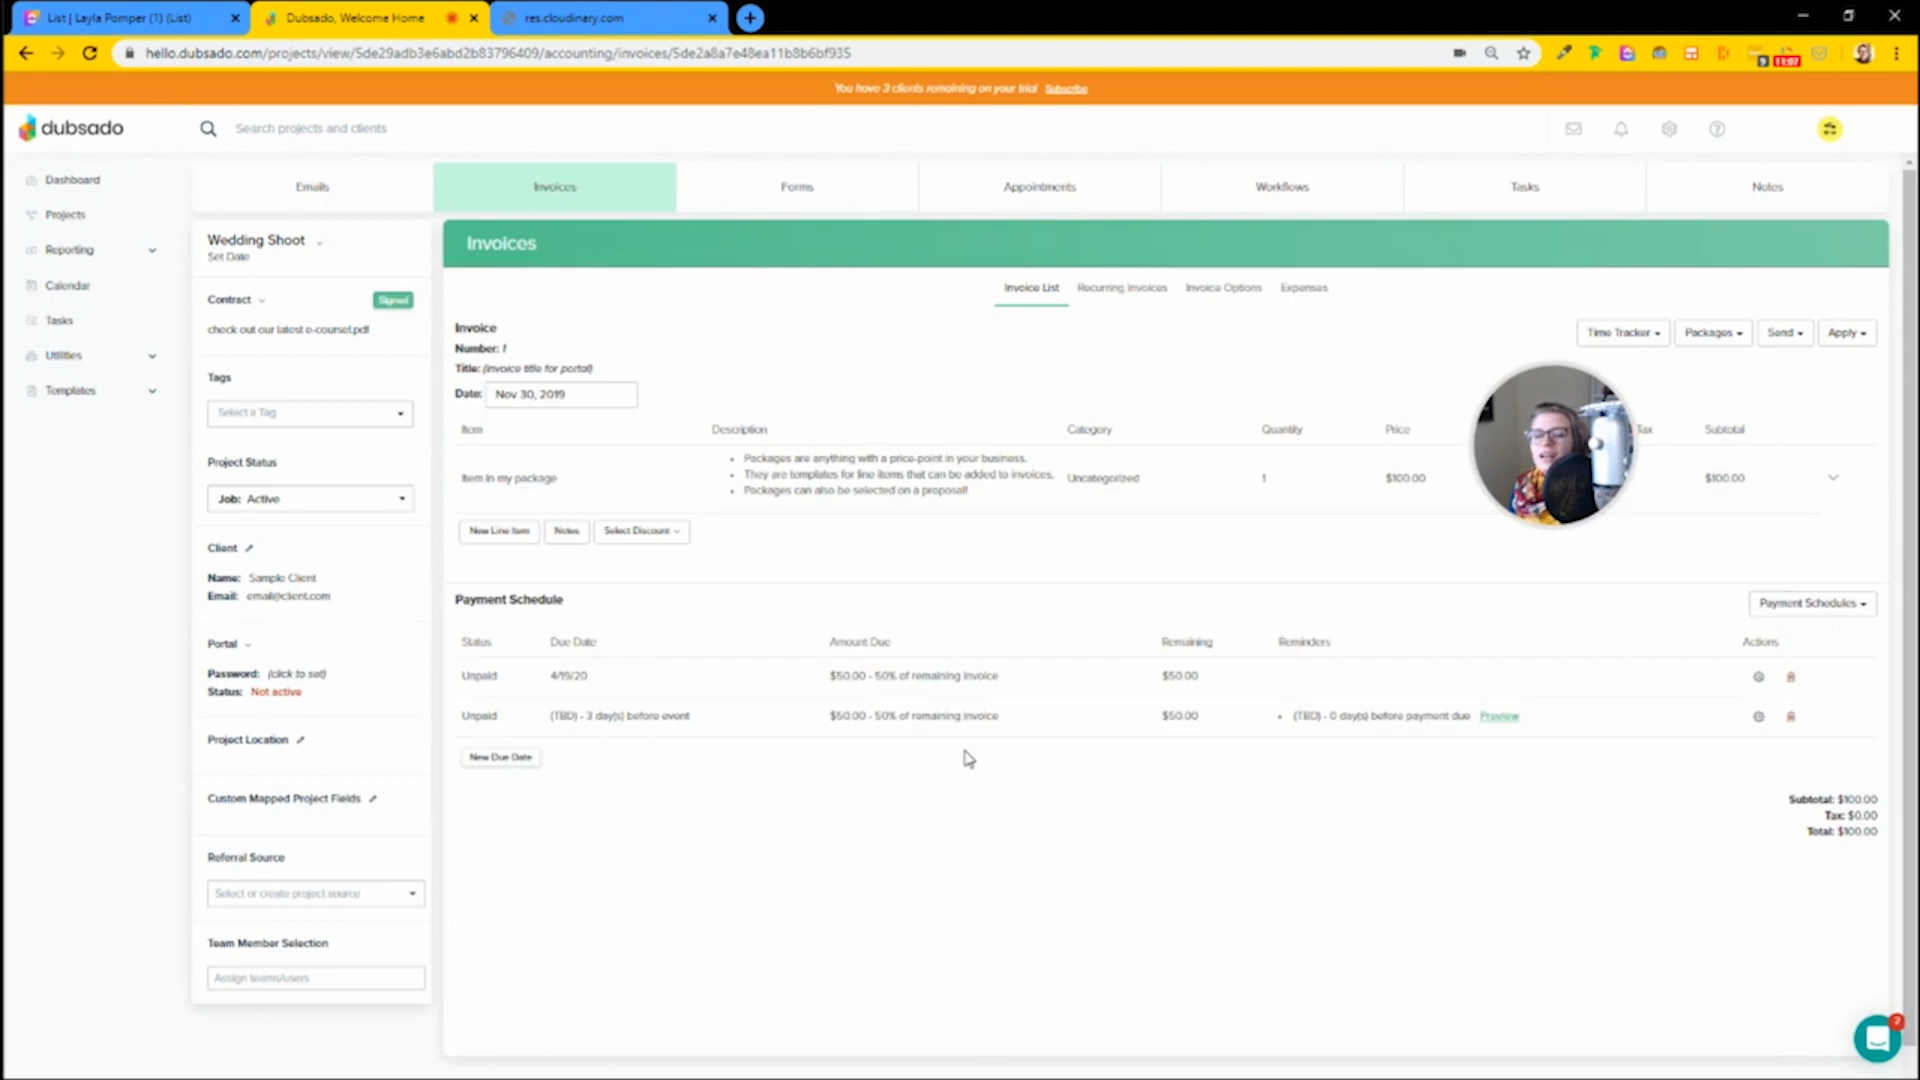 List | Layla Pomper (1) (List)
Dubsado, Welcome Home
res.cloudinary.com
hello.dubsado.com/projects/view/5de29adb3e6abd2b83796409/accounting/invoices/5de2a8a7e48ea11b8b6bf935
9
11:07
You have 3 clients remaining on your trial Subscribe
dubsado
Search projects and clients
Dashboard
Projects
Reporting
Calendar
Tasks
Utilities
Templates
Emails
Invoices
Forms
Appointments
Workflows
Tasks
Notes
Wedding Shoot
Set Date
Contract
Signed
check out our latest e-course!.pdf
Tags
Select a Tag
Project Status
Job: Active
Client
Name: Sample Client
Email: email@client.com
Portal
Password: (click to set)
Status: Not active
Project Location
Custom Mapped Project Fields
Referral Source
Select or create project source
Team Member Selection
Assign teams/users
Invoices
Invoice List Recurring Invoices Invoice Options Expenses
Invoice
Number: 1
Title: (invoice title for portal)
Date: Nov 30, 2019
Time Tracker Packages Send Apply
Item Description Category Quantity Price Tax Subtotal
Item in my package
• Packages are anything with a price-point in your business.
• They are templates for line items that can be added to invoices.
• Packages can also be selected on a proposal!
Uncategorized 1 $100.00 $100.00
New Line Item Notes Select Discount
Payment Schedule
Payment Schedules
Status Due Date Amount Due Remaining Reminders Actions
Unpaid 4/19/20 $50.00 - 50% of remaining invoice $50.00
Unpaid (TBD) - 3 day(s) before event $50.00 - 50% of remaining invoice $50.00 • (TBD) - 0 day(s) before payment due Preview
New Due Date
Subtotal: $100.00
Tax: $0.00
Total: $100.00
2